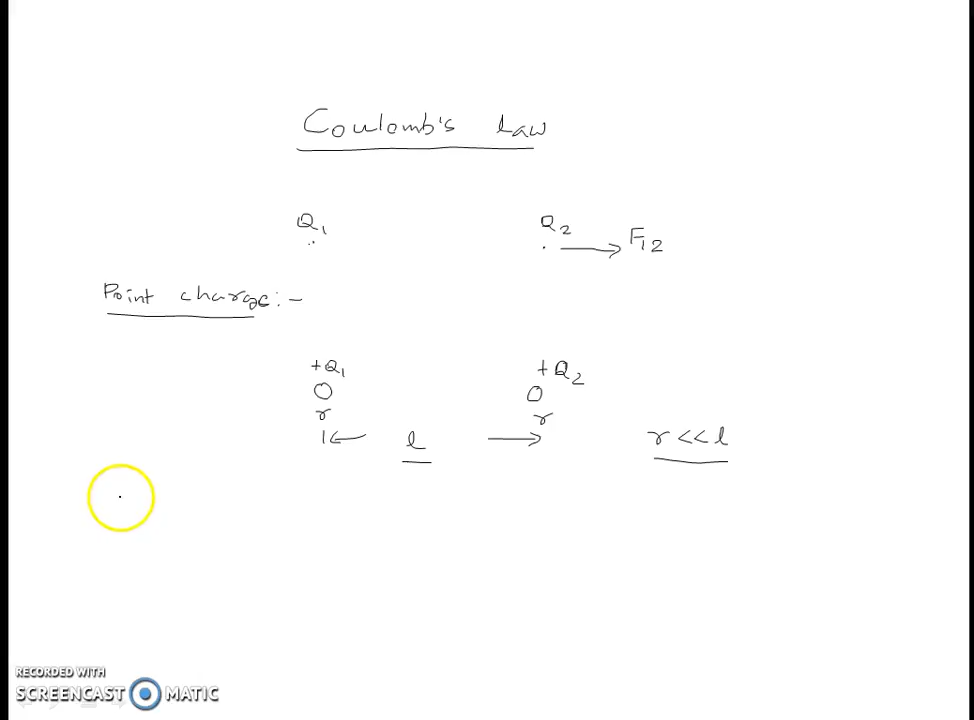 Coulomb's law
Q1 Q2 F12
Point charge:-
+Q1 +Q2
r r
l r<<l
RECORDED WITH
SCREENCAST MATIC